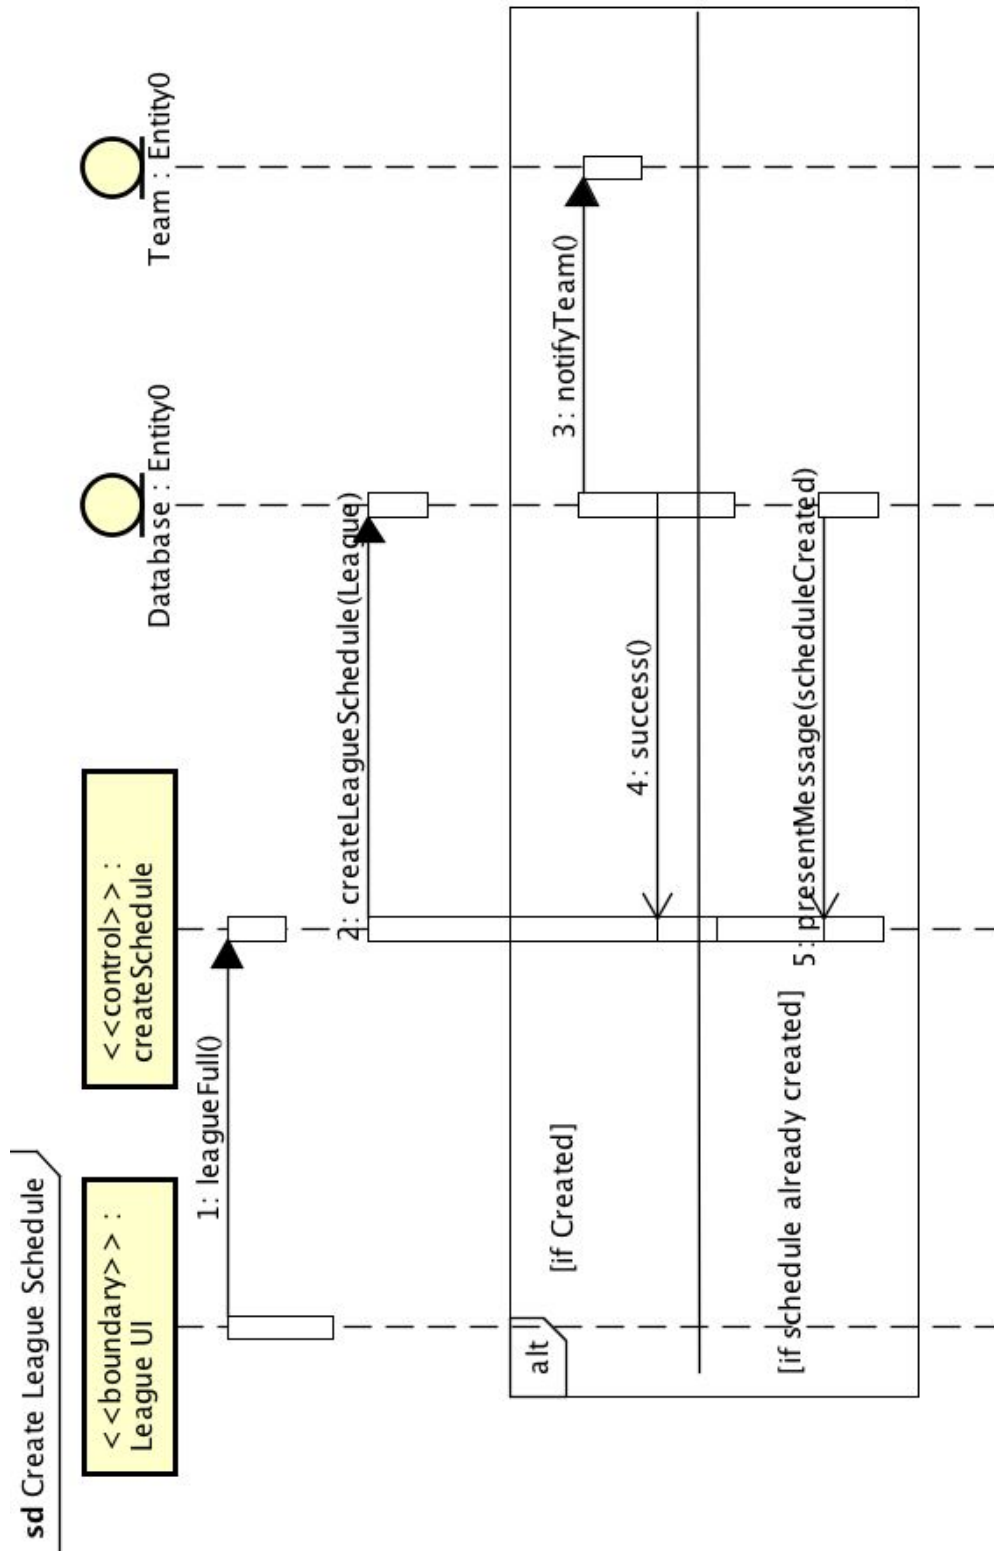 sd Create League Schedule
<<boundary>> :
League UI
<<control>> :
createSchedule
Database : Entity0
Team : Entity0
1: leagueFull()
2: createLeagueSchedule(League)
alt
[if Created]
3: notifyTeam()
4: success()
[if schedule already created]
5: presentMessage(scheduleCreated)